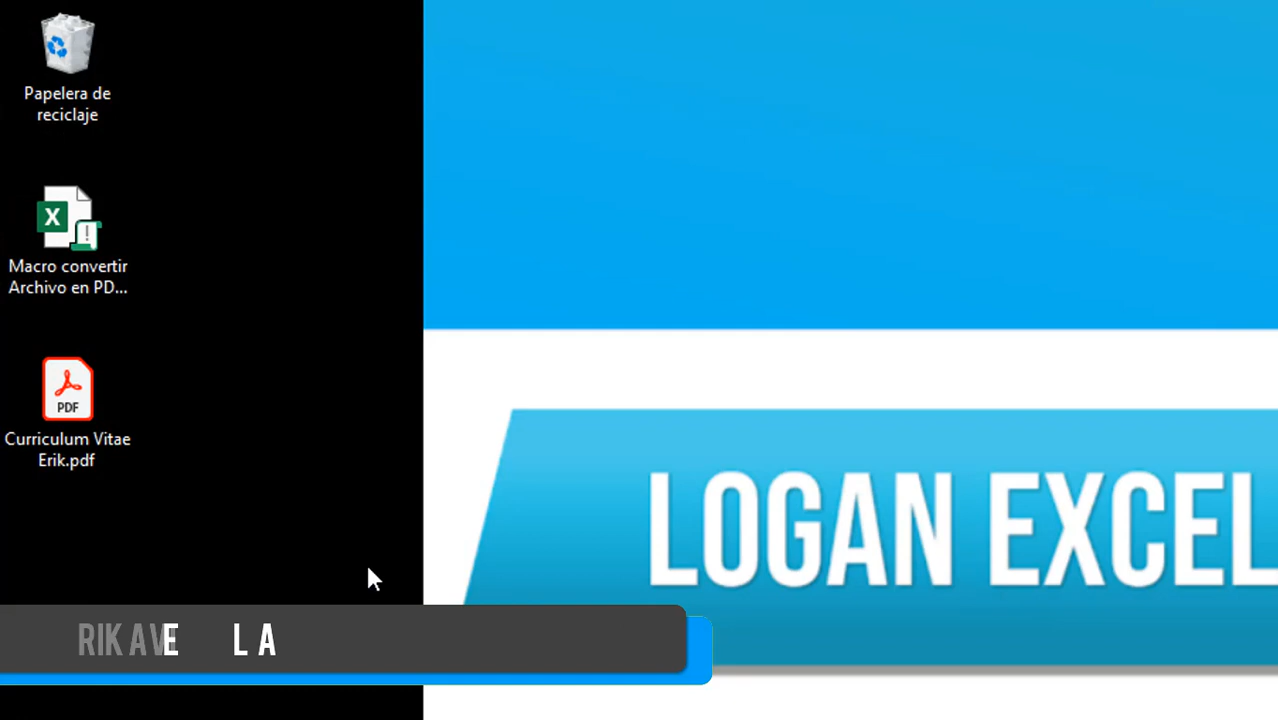 Papelera de
reciclaje
X
Macro convertir
Archivo en PD...
PDF
Curriculum Vitae
Erik.pdf
LOGAN EXCEL